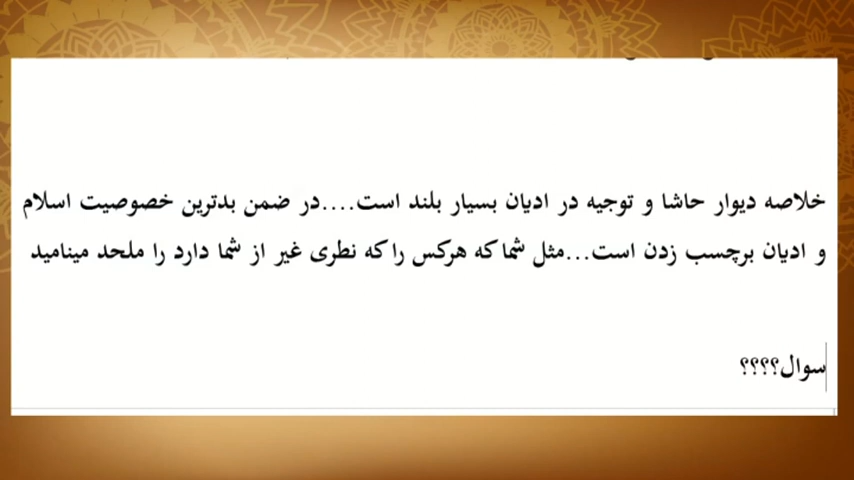 خلاصه دیوار حاشا و توجیه در ادیان بسیار بلند است....در ضمن بدترین خصوصیت اسلام
و ادیان برچسب زدن است...مثل شما که هرکس را که نطری غیر از شما دارد را ملحد مینامید
سوال؟؟؟؟